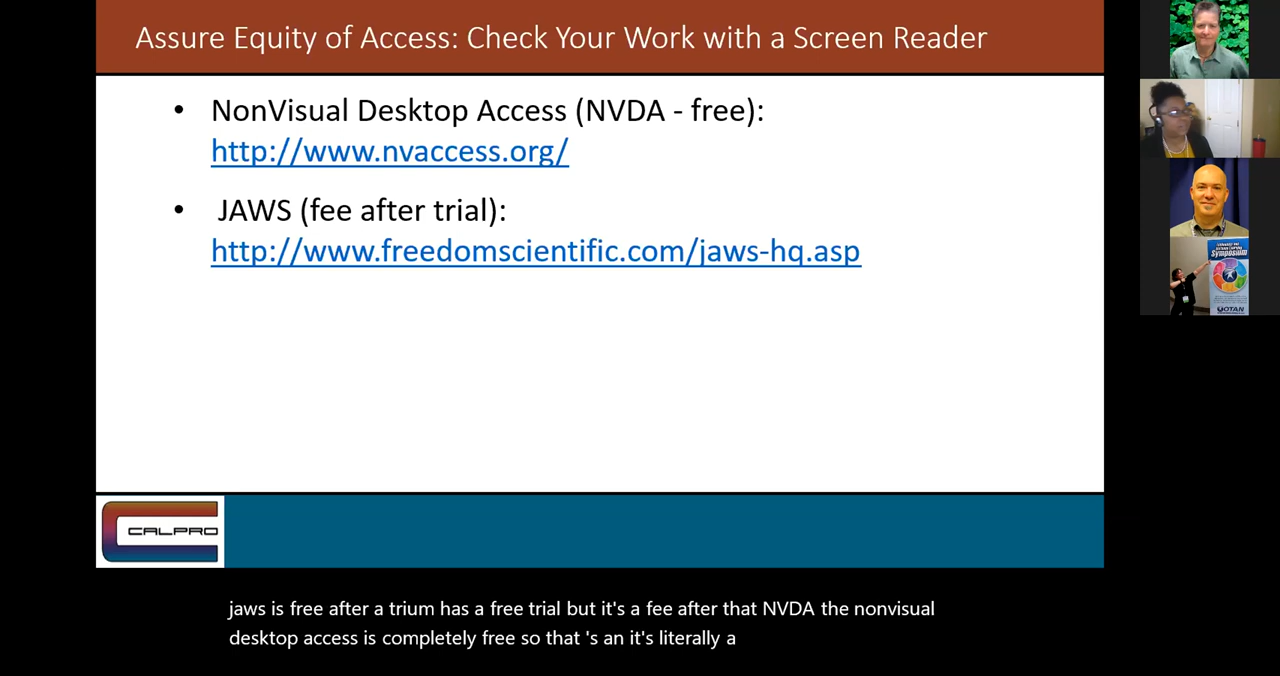 Assure Equity of Access: Check Your Work with a Screen Reader
• NonVisual Desktop Access (NVDA - free):
http://www.nvaccess.org/
• JAWS (fee after trial):
http://www.freedomscientific.com/jaws-hq.asp
Symposium
OTAN
CALPRO
jaws is free after a trium has a free trial but it's a fee after that NVDA the nonvisual
desktop access is completely free so that 's an it's literally a